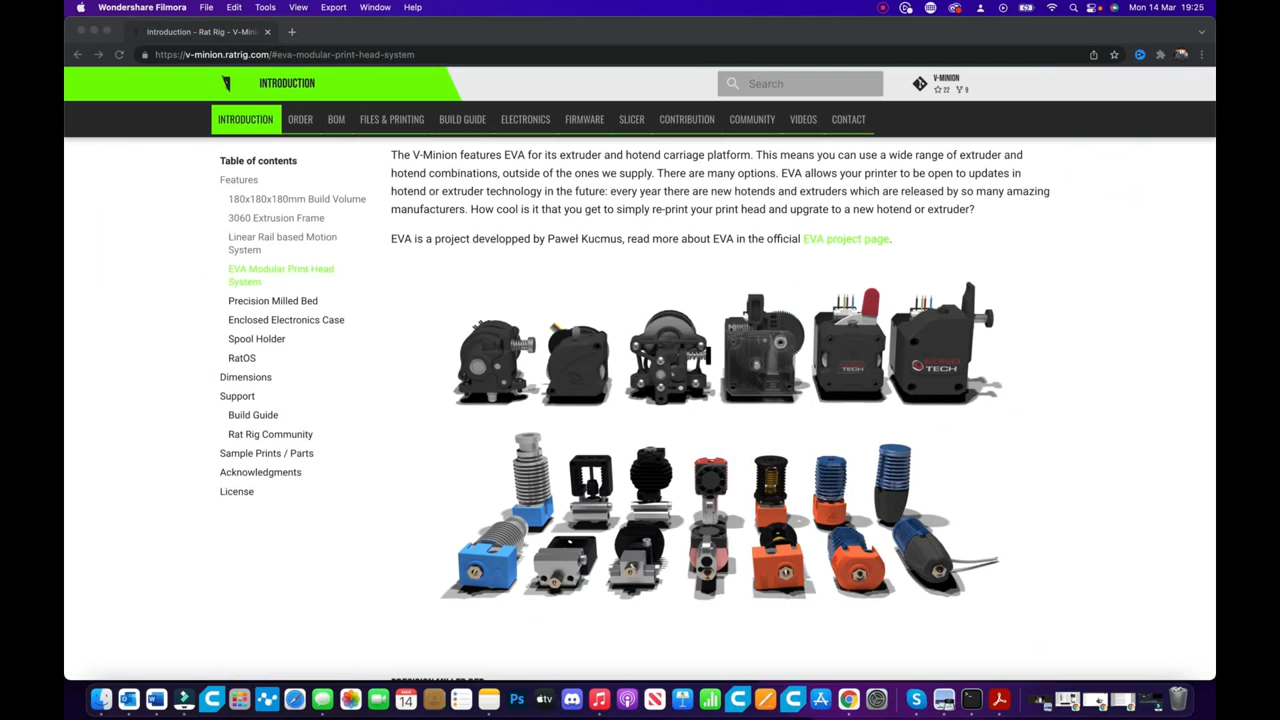 Wondershare Filmora File Edit Tools View Export Window Help Mon 14 Mar 19:25
Introduction - Rat Rig - V-Mini
https://v-minion.ratrig.com/#eva-modular-print-head-system
INTRODUCTION
Search
V-MINION
22 9
INTRODUCTION ORDER BOM FILES & PRINTING BUILD GUIDE ELECTRONICS FIRMWARE SLICER CONTRIBUTION COMMUNITY VIDEOS CONTACT
Table of contents
Features
180x180x180mm Build Volume
3060 Extrusion Frame
Linear Rail based Motion
System
EVA Modular Print Head
System
Precision Milled Bed
Enclosed Electronics Case
Spool Holder
RatOS
Dimensions
Support
Build Guide
Rat Rig Community
Sample Prints / Parts
Acknowledgments
License
The V-Minion features EVA for its extruder and hotend carriage platform. This means you can use a wide range of extruder and
hotend combinations, outside of the ones we supply. There are many options. EVA allows your printer to be open to updates in
hotend or extruder technology in the future: every year there are new hotends and extruders which are released by so many amazing
manufacturers. How cool is it that you get to simply re-print your print head and upgrate to a new hotend or extruder?
EVA is a project developped by Paweł Kucmus, read more about EVA in the official EVA project page.
TECH
TECH
MAR
14
tv